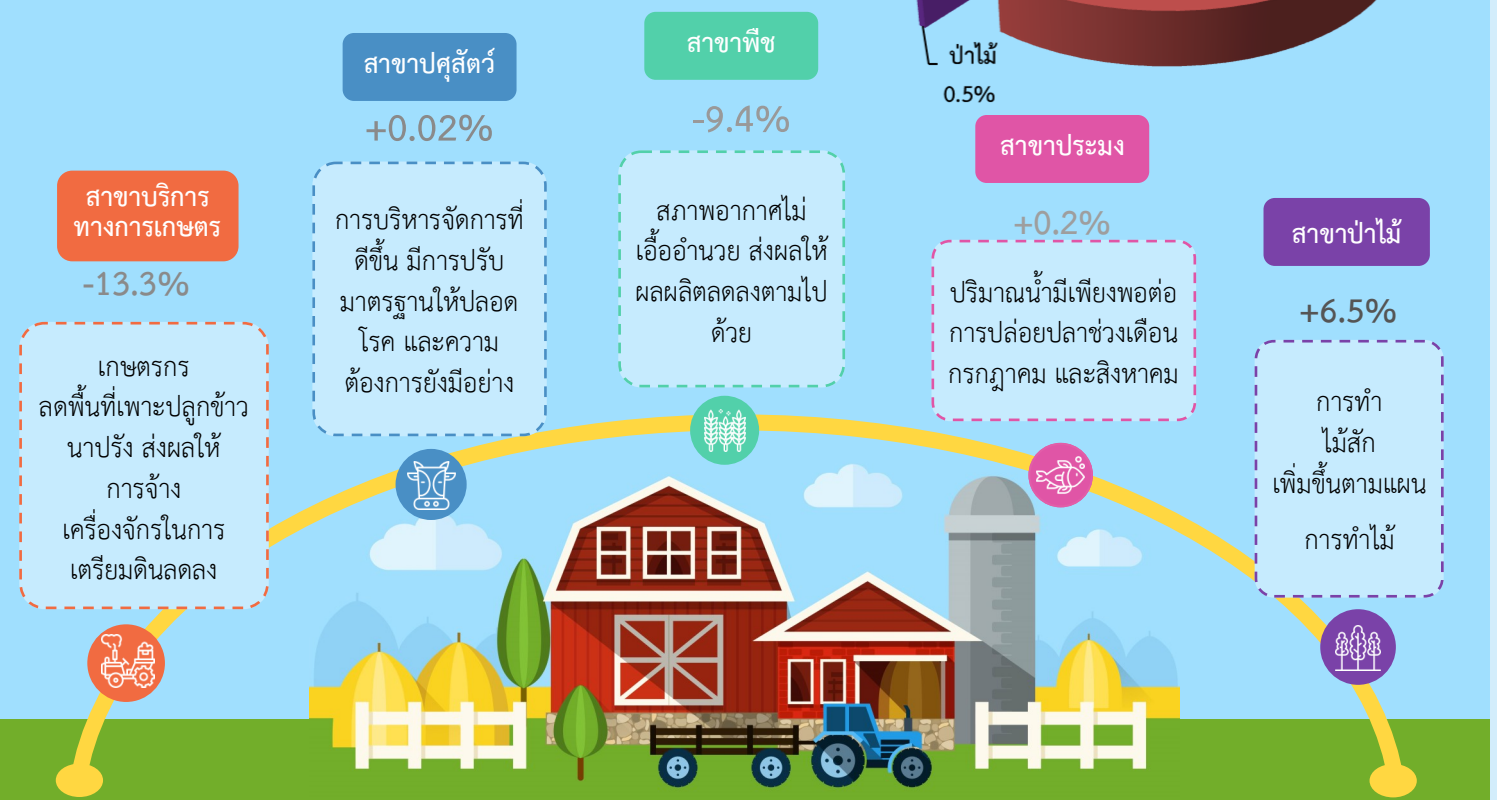 ป่าไม้
0.5%
สาขาบริการ
ทางการเกษตร
-13.3%
เกษตรกร
ลดพื้นที่เพาะปลูกข้าว
นาปรัง ส่งผลให้
การจ้าง
เครื่องจักรในการ
เตรียมดินลดลง
สาขาปศุสัตว์
+0.02%
การบริหารจัดการที่
ดีขึ้น มีการปรับ
มาตรฐานให้ปลอด
โรค และความ
ต้องการยังมีอย่าง
สาขาพืช
-9.4%
สภาพอากาศไม่
เอื้ออำนวย ส่งผลให้
ผลผลิตลดลงตามไป
ด้วย
สาขาประมง
+0.2%
ปริมาณน้ำมีเพียงพอต่อ
การปล่อยปลาช่วงเดือน
กรกฎาคม และสิงหาคม
สาขาป่าไม้
+6.5%
การทำ
ไม้สัก
เพิ่มขึ้นตามแผน
การทำไม้